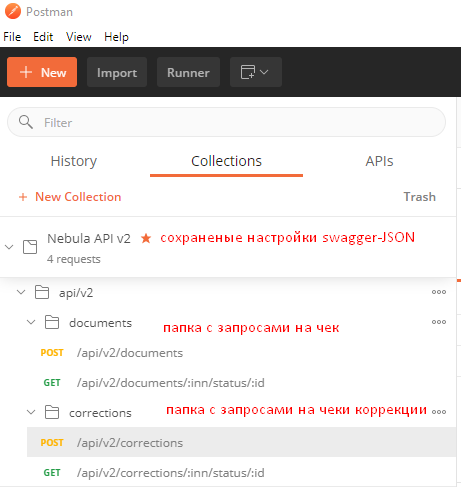 Postman
File Edit View Help
+ New Import Runner
Filter
History Collections APIs
+ New Collection Trash
Nebula API v2 ★ сохраненые настройки swagger-JSON
4 requests
api/v2
documents
папка с запросами на чек
POST /api/v2/documents
GET /api/v2/documents/:inn/status/:id
corrections папка с запросами на чеки коррекции
POST /api/v2/corrections
GET /api/v2/corrections/:inn/status/:id